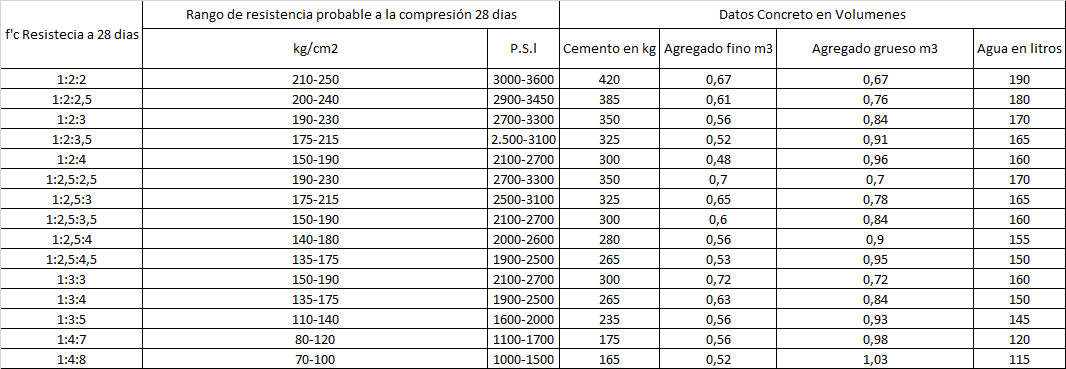 f'c Resistecia a 28 dias Rango de resistencia probable a la compresión 28 dias Datos Concreto en Volumenes
kg/cm2 P.S.I Cemento en kg Agregado fino m3 Agregado grueso m3 Agua en litros
1:2:2 210-250 3000-3600 420 0,67 0,67 190
1:2:2,5 200-240 2900-3450 385 0,61 0,76 180
1:2:3 190-230 2700-3300 350 0,56 0,84 170
1:2:3,5 175-215 2.500-3100 325 0,52 0,91 165
1:2:4 150-190 2100-2700 300 0,48 0,96 160
1:2,5:2,5 190-230 2700-3300 350 0,7 0,7 170
1:2,5:3 175-215 2500-3100 325 0,65 0,78 165
1:2,5:3,5 150-190 2100-2700 300 0,6 0,84 160
1:2,5:4 140-180 2000-2600 280 0,56 0,9 155
1:2,5:4,5 135-175 1900-2500 265 0,53 0,95 150
1:3:3 150-190 2100-2700 300 0,72 0,72 160
1:3:4 135-175 1900-2500 265 0,63 0,84 150
1:3:5 110-140 1600-2000 235 0,56 0,93 145
1:4:7 80-120 1100-1700 175 0,56 0,98 120
1:4:8 70-100 1000-1500 165 0,52 1,03 115